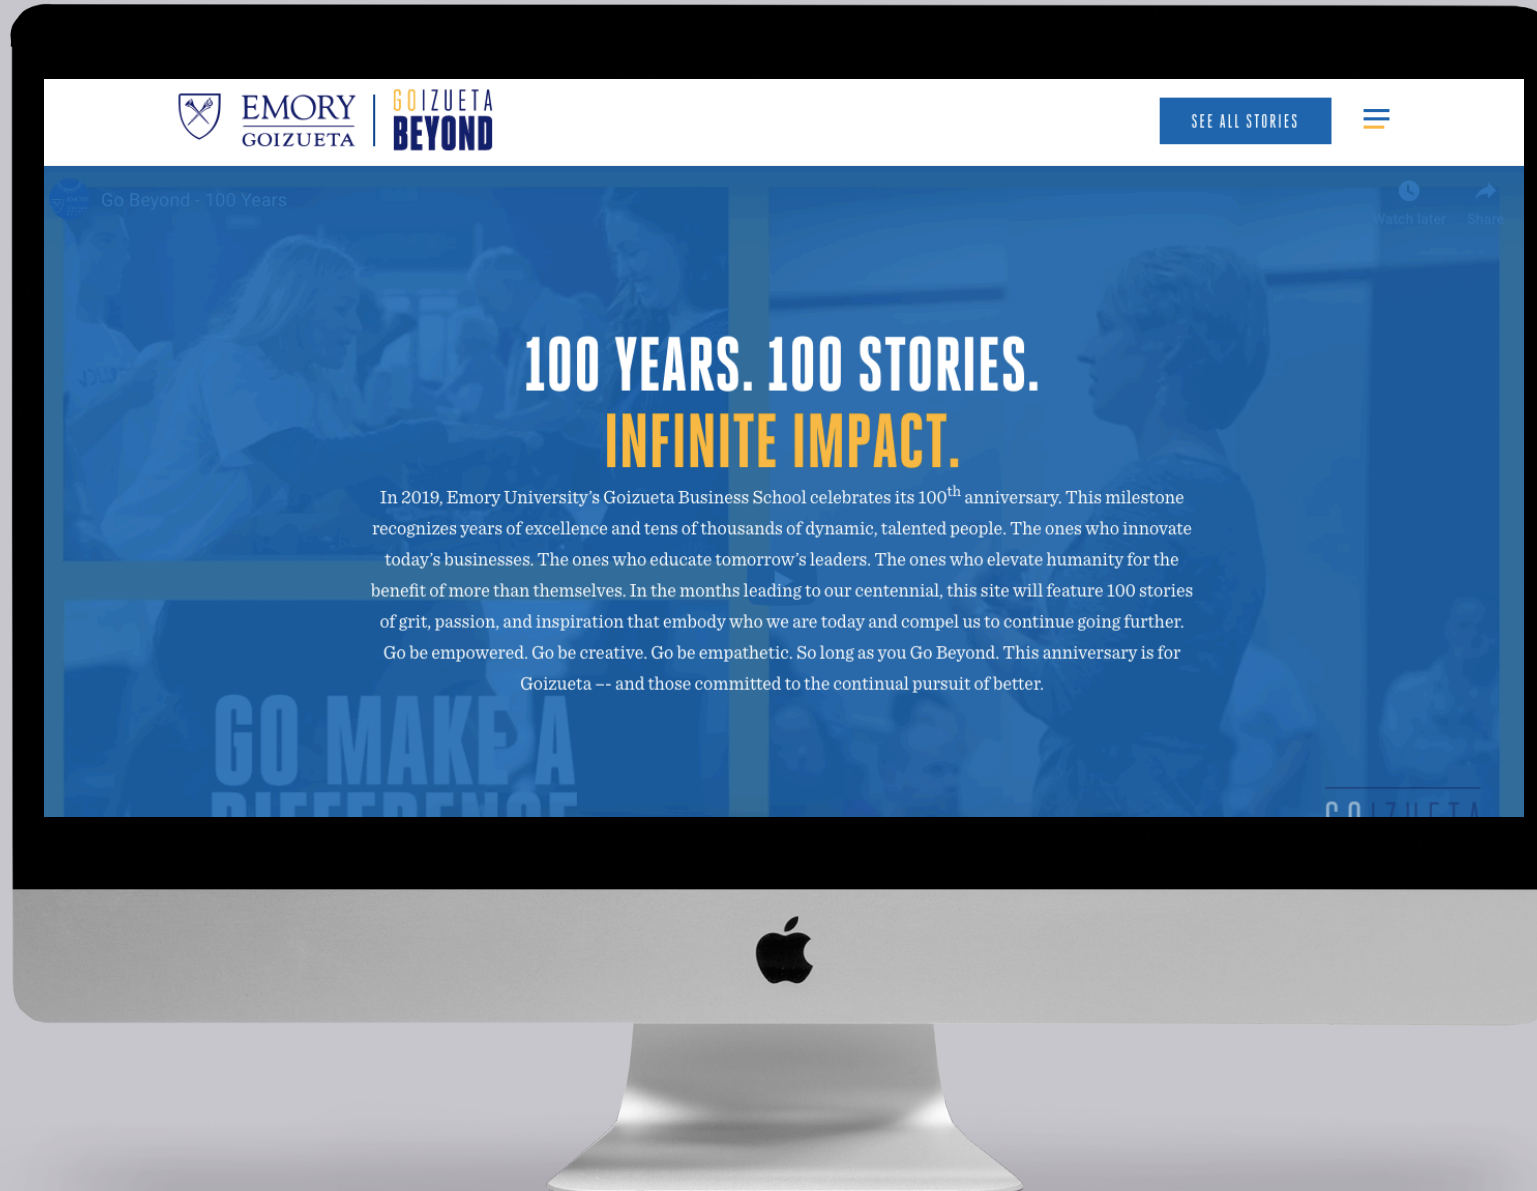 EMORY
GOIZUETA
GOIZUETA
BEYOND
SEE ALL STORIES
Go Beyond - 100 Years
Watch later
Share
100 YEARS. 100 STORIES.
INFINITE IMPACT.
In 2019, Emory University’s Goizueta Business School celebrates its 100th anniversary. This milestone
recognizes years of excellence and tens of thousands of dynamic, talented people. The ones who innovate
today’s businesses. The ones who educate tomorrow’s leaders. The ones who elevate humanity for the
benefit of more than themselves. In the months leading to our centennial, this site will feature 100 stories
of grit, passion, and inspiration that embody who we are today and compel us to continue going further.
Go be empowered. Go be creative. Go be empathetic. So long as you Go Beyond. This anniversary is for
Goizueta –- and those committed to the continual pursuit of better.
GO MAKE A
DIFFERENCE
GOIZUETA